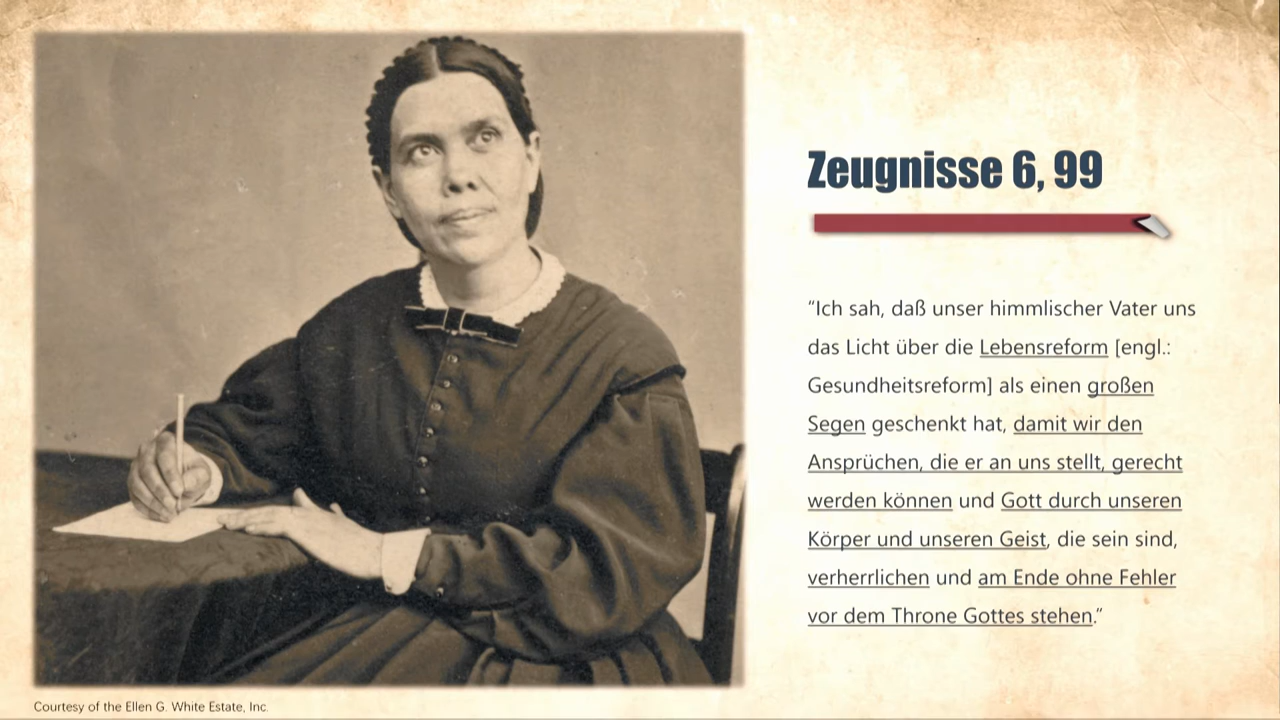 Zeugnisse 6, 99
“Ich sah, daß unser himmlischer Vater uns
das Licht über die Lebensreform [engl.:
Gesundheitsreform] als einen großen
Segen geschenkt hat, damit wir den
Ansprüchen, die er an uns stellt, gerecht
werden können und Gott durch unseren
Körper und unseren Geist, die sein sind,
verherrlichen und am Ende ohne Fehler
vor dem Throne Gottes stehen.”
Courtesy of the Ellen G. White Estate, Inc.